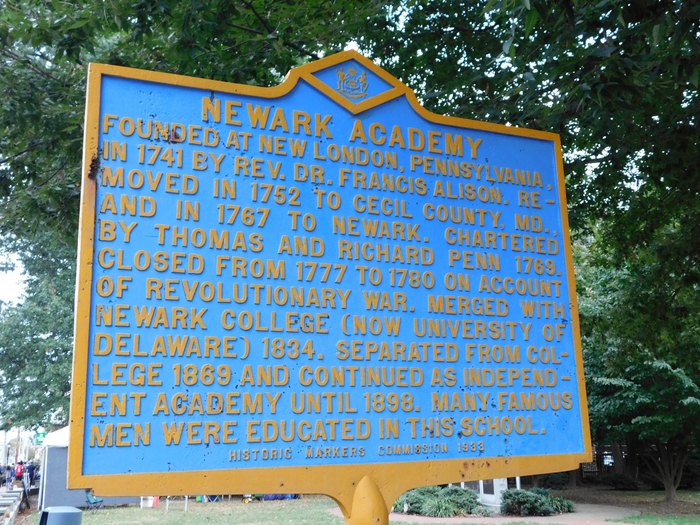 NEWARK ACADEMY
FOUNDED AT NEW LONDON, PENNSYLVANIA,
IN 1741 BY REV. DR. FRANCIS ALISON. RE-
MOVED IN 1752 TO CECIL COUNTY, MD.,
AND IN 1767 TO NEWARK. CHARTERED
BY THOMAS AND RICHARD PENN 1769.
CLOSED FROM 1777 TO 1780 ON ACCOUNT
OF REVOLUTIONARY WAR. MERGED WITH
NEWARK COLLEGE (NOW UNIVERSITY OF
DELAWARE) 1834. SEPARATED FROM COL-
LEGE 1869 AND CONTINUED AS INDEPEND-
ENT ACADEMY UNTIL 1898. MANY FAMOUS
MEN WERE EDUCATED IN THIS SCHOOL.
HISTORIC MARKERS COMMISSION 1933